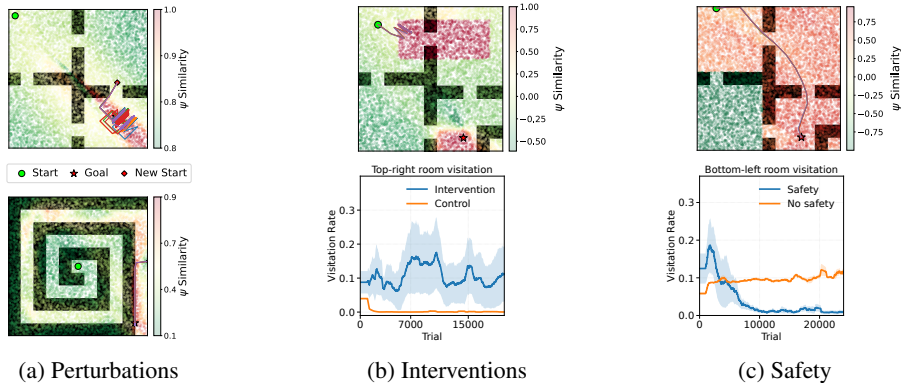 1.0
0.8
0.8
ψ Similarity
Start
Goal
New Start
0.9
0.7
0.4
0.1
ψ Similarity
(a) Perturbations
1.00
0.75
0.50
0.25
0.00
−0.25
−0.50
ψ Similarity
Top-right room visitation
Intervention
Control
0.3
0.2
0.1
0.0
Visitation Rate
0
7000
15000
Trial
(b) Interventions
0.75
0.50
0.25
0.00
−0.25
−0.50
−0.75
ψ Similarity
Bottom-left room visitation
Safety
No safety
0.3
0.2
0.1
0.0
Visitation Rate
0
10000
20000
Trial
(c) Safety